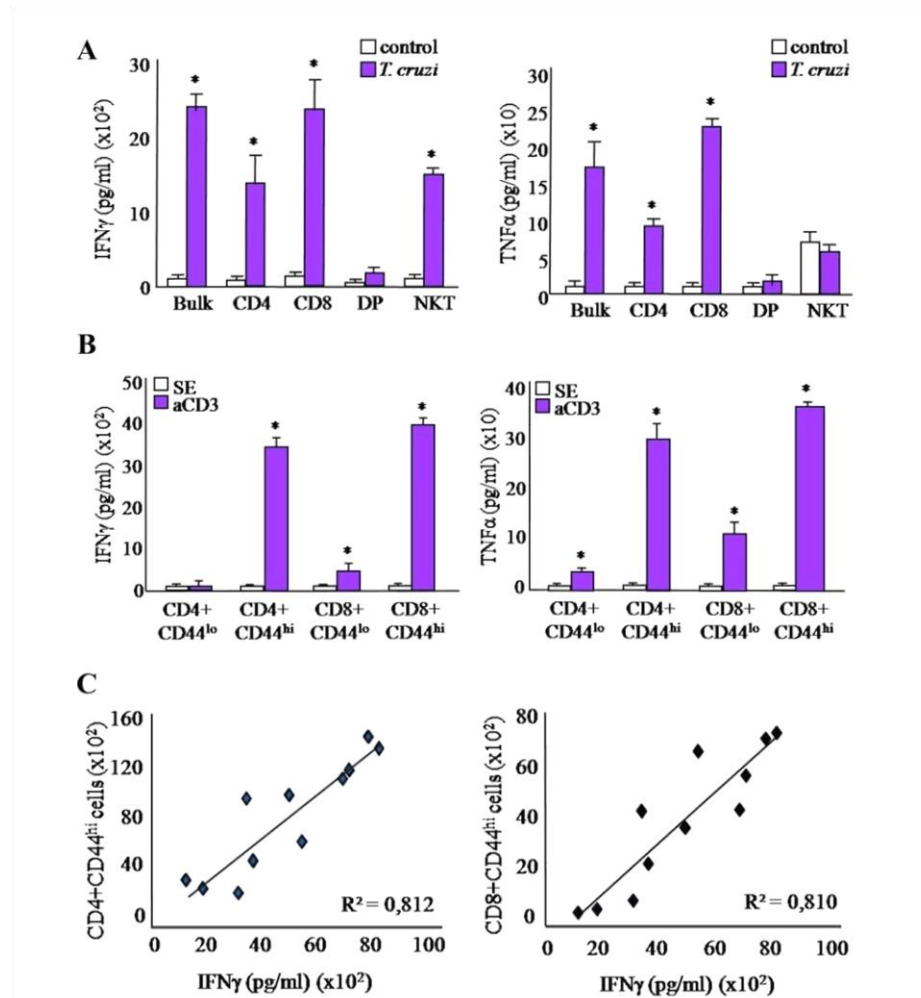 A
control
T. cruzi
IFNγ (pg/ml) (x10²)
30
20
10
0
Bulk CD4 CD8 DP NKT
* * * *
control
T. cruzi
TNFα (pg/ml) (x10)
30
25
20
15
10
5
0
Bulk CD4 CD8 DP NKT
* * *
B
SE
aCD3
IFNγ (pg/ml) (x10²)
50
40
30
20
10
0
CD4+ CD4+ CD8+ CD8+
CD44ˡᵒ CD44ʰⁱ CD44ˡᵒ CD44ʰⁱ
* * *
SE
aCD3
TNFα (pg/ml) (x10)
40
30
20
10
0
CD4+ CD4+ CD8+ CD8+
CD44ˡᵒ CD44ʰⁱ CD44ˡᵒ CD44ʰⁱ
* * * *
C
CD4+CD44ʰⁱ cells (x10²)
160
120
80
40
0
R² = 0,812
0 20 40 60 80 100
IFNγ (pg/ml) (x10²)
CD8+CD44ʰⁱ cells (x10²)
80
60
40
20
0
R² = 0,810
0 20 40 60 80 100
IFNγ (pg/ml) (x10²)